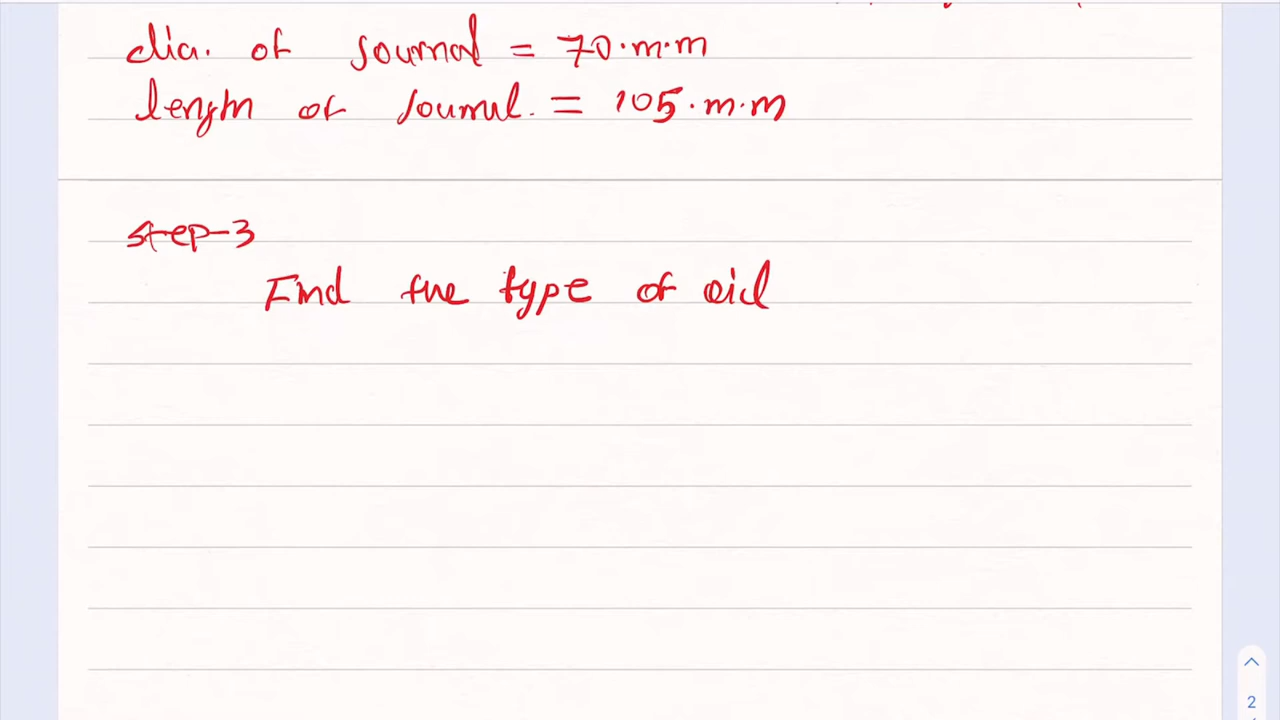 dia. of Journal = 70.m.m
length of Journal. = 105.m.m
step-3
Find the type of oil
2